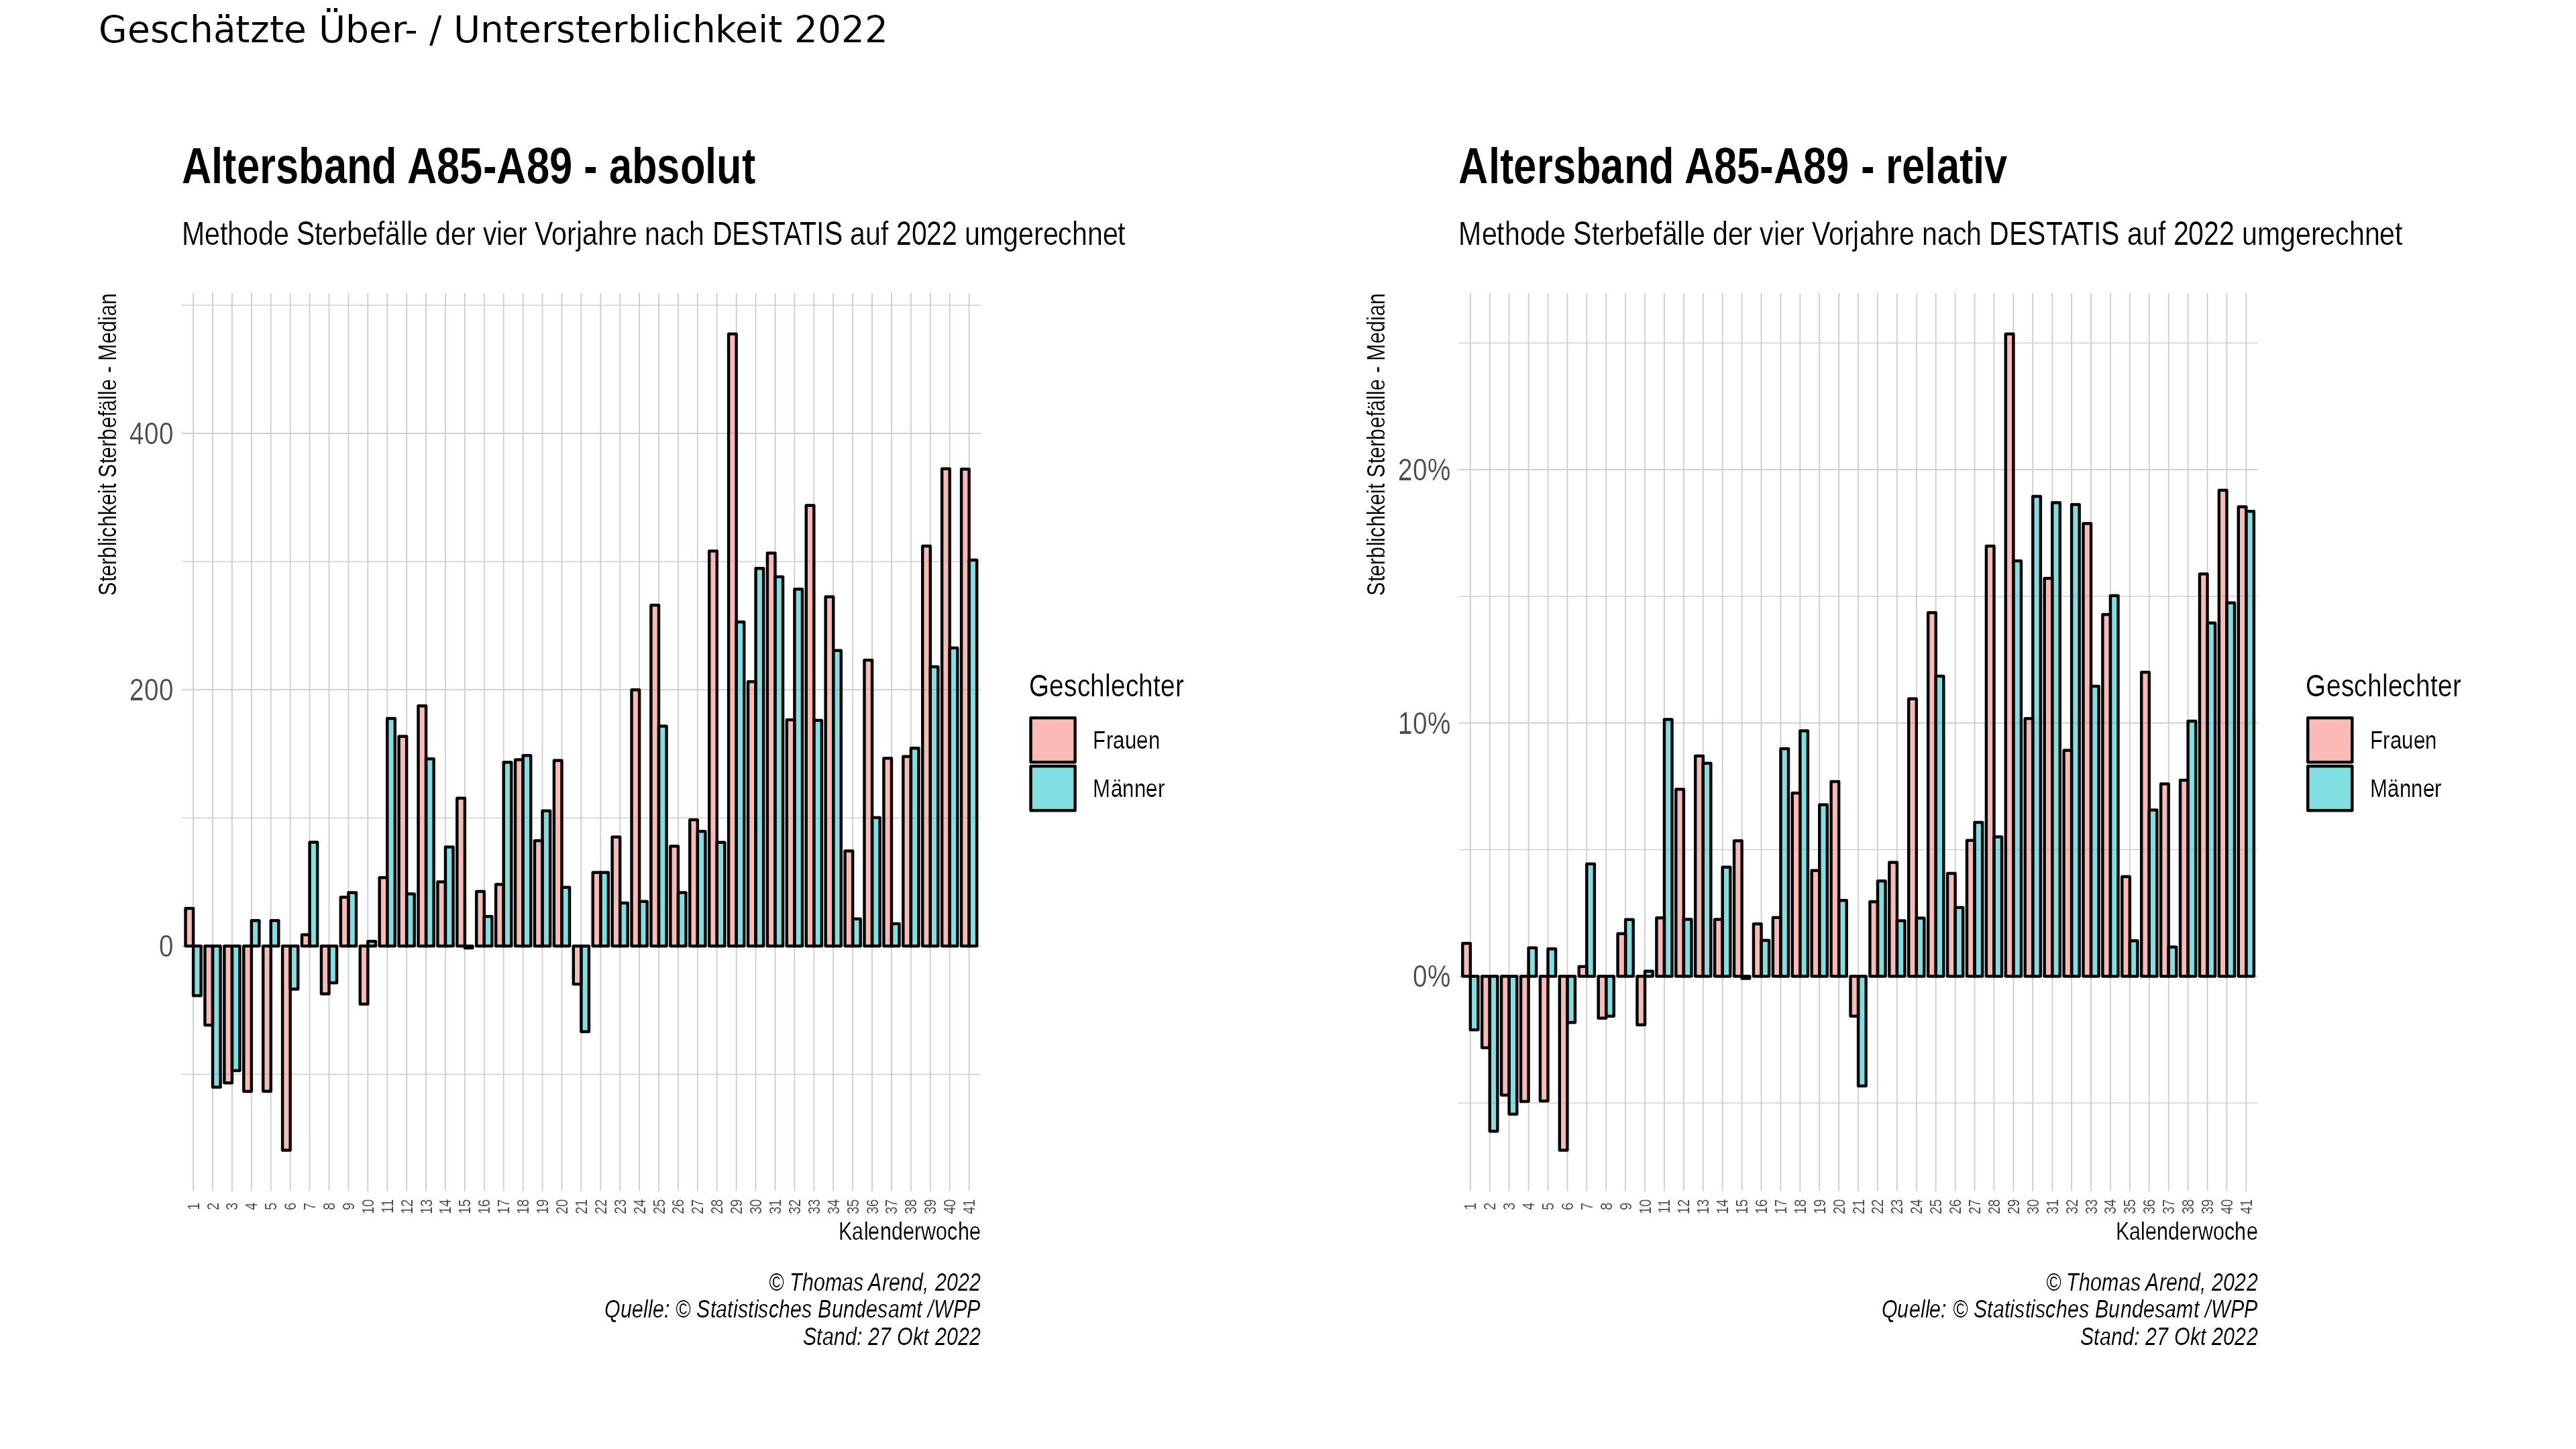 Geschätzte Über- / Untersterblichkeit 2022
Altersband A85-A89 - absolut
Methode Sterbefälle der vier Vorjahre nach DESTATIS auf 2022 umgerechnet
Sterblichkeit Sterbefälle - Median
400
200
0
1 2 3 4 5 6 7 8 9 10 11 12 13 14 15 16 17 18 19 20 21 22 23 24 25 26 27 28 29 30 31 32 33 34 35 36 37 38 39 40 41
Kalenderwoche
Geschlechter
Frauen
Männer
© Thomas Arend, 2022
Quelle: © Statistisches Bundesamt /WPP
Stand: 27 Okt 2022
Altersband A85-A89 - relativ
Methode Sterbefälle der vier Vorjahre nach DESTATIS auf 2022 umgerechnet
Sterblichkeit Sterbefälle - Median
20%
10%
0%
1 2 3 4 5 6 7 8 9 10 11 12 13 14 15 16 17 18 19 20 21 22 23 24 25 26 27 28 29 30 31 32 33 34 35 36 37 38 39 40 41
Kalenderwoche
Geschlechter
Frauen
Männer
© Thomas Arend, 2022
Quelle: © Statistisches Bundesamt /WPP
Stand: 27 Okt 2022